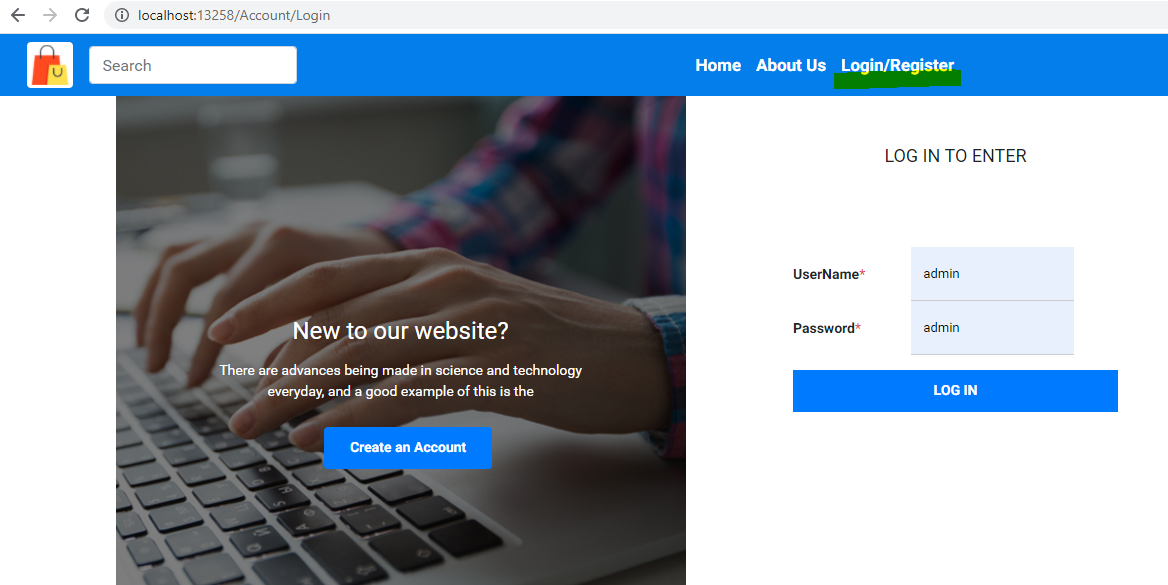 localhost:13258/Account/Login
Search
Home About Us Login/Register
LOG IN TO ENTER
UserName* admin
Password* admin
LOG IN
New to our website?
There are advances being made in science and technology
everyday, and a good example of this is the
Create an Account